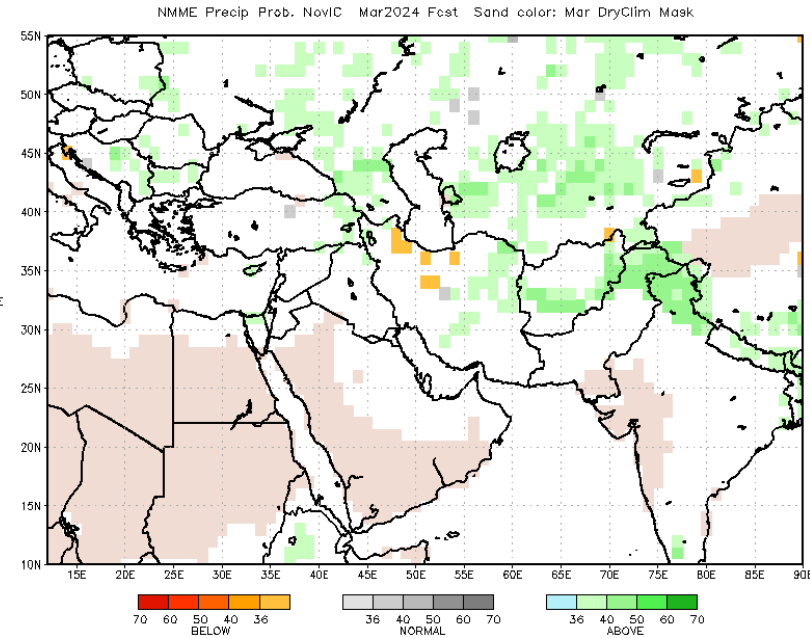 NMME Precip Prob. NovIC Mar2024 Fcst Sand color: Mar DryClim Mask
55N
50N
45N
40N
35N
E
30N
25N
20N
15N
10N
15E 20E 25E 30E 35E 40E 45E 50E 55E 60E 65E 70E 75E 80E 85E 90E
70 60 50 40 36
BELOW
36 40 50 60 70
NORMAL
36 40 50 60 70
ABOVE